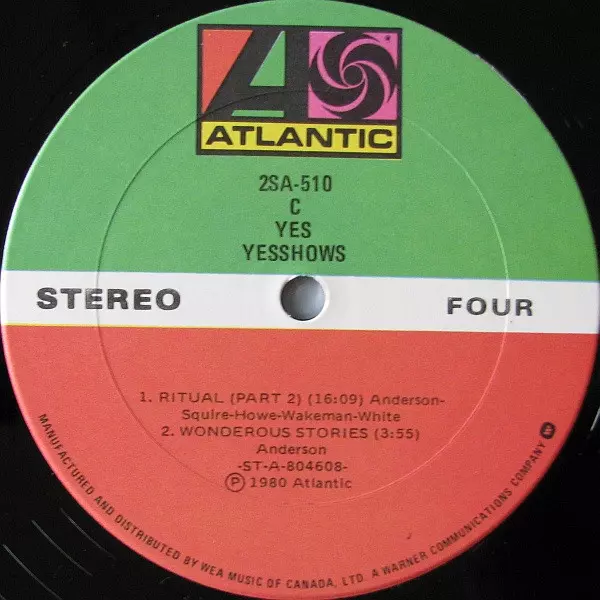 ATLANTIC
2SA-510
C
YES
YESSHOWS
STEREO
FOUR
1. RITUAL (PART 2) (16:09) Anderson-
Squire-Howe-Wakeman-White
2. WONDEROUS STORIES (3:55)
Anderson
-ST-A-804608-
Ⓟ 1980 Atlantic
MANUFACTURED AND DISTRIBUTED BY WEA MUSIC OF CANADA, LTD. A WARNER COMMUNICATIONS COMPANY